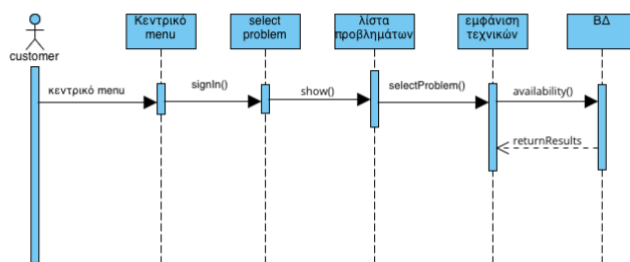 Κεντρικό
menu
select
problem
λίστα
προβλημάτων
εμφάνιση
τεχνικών
ΒΔ
customer
κεντρικό menu
signIn()
show()
selectProblem()
availability()
returnResults